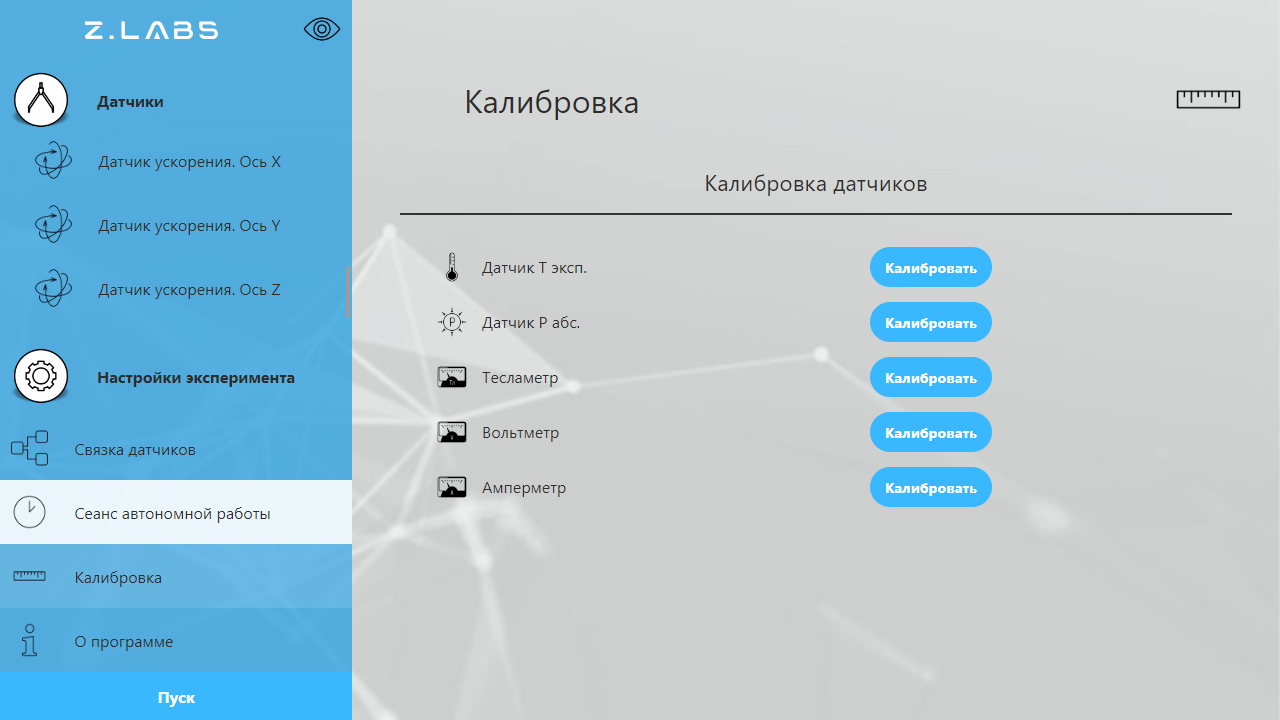 Z.LABS
Датчики
Датчик ускорения. Ось X
Датчик ускорения. Ось Y
Датчик ускорения. Ось Z
Настройки эксперимента
Связка датчиков
Сеанс автономной работы
Калибровка
О программе
Пуск
Калибровка
Калибровка датчиков
Датчик Т эксп.
Калибровать
P
Датчик Р абс.
Калибровать
Тл
Тесламетр
Калибровать
Вольтметр
Калибровать
Амперметр
Калибровать